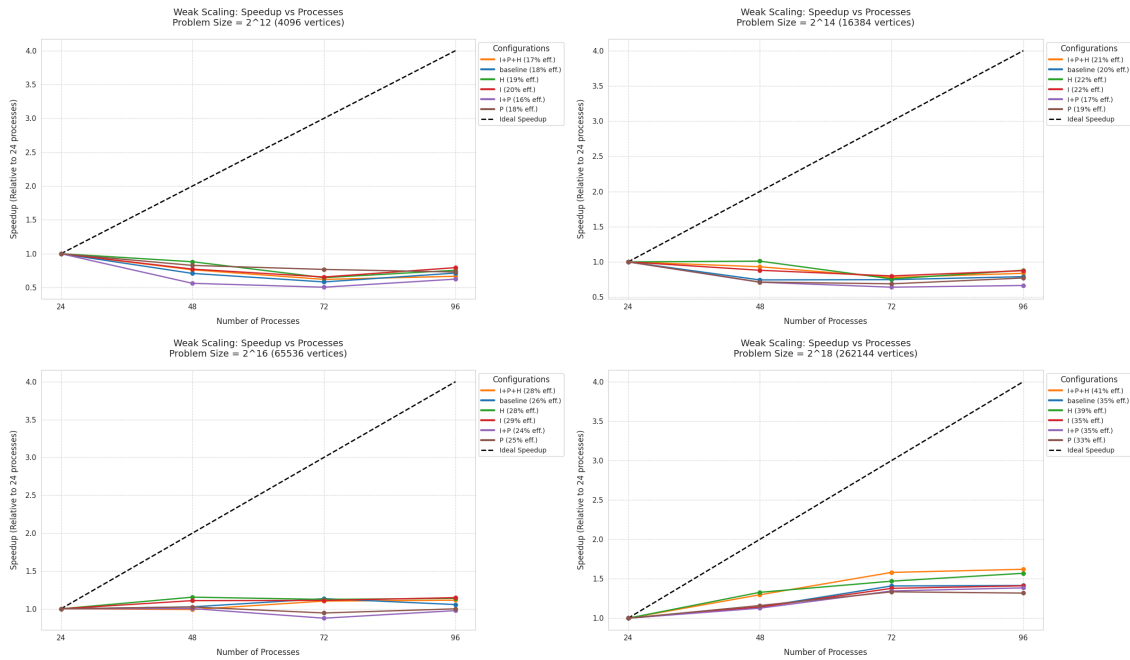 Weak Scaling: Speedup vs Processes
Problem Size = 2^12 (4096 vertices)
Speedup (Relative to 24 processes)
4.0
3.5
3.0
2.5
2.0
1.5
1.0
0.5
24 48 72 96
Number of Processes
Configurations
I+P+H (17% eff.)
baseline (18% eff.)
H (19% eff.)
I (20% eff.)
I+P (16% eff.)
P (18% eff.)
Ideal Speedup
Weak Scaling: Speedup vs Processes
Problem Size = 2^14 (16384 vertices)
Speedup (Relative to 24 processes)
4.0
3.5
3.0
2.5
2.0
1.5
1.0
0.5
24 48 72 96
Number of Processes
Configurations
I+P+H (21% eff.)
baseline (20% eff.)
H (22% eff.)
I (22% eff.)
I+P (17% eff.)
P (19% eff.)
Ideal Speedup
Weak Scaling: Speedup vs Processes
Problem Size = 2^16 (65536 vertices)
Speedup (Relative to 24 processes)
4.0
3.5
3.0
2.5
2.0
1.5
1.0
24 48 72 96
Number of Processes
Configurations
I+P+H (28% eff.)
baseline (26% eff.)
H (28% eff.)
I (29% eff.)
I+P (24% eff.)
P (25% eff.)
Ideal Speedup
Weak Scaling: Speedup vs Processes
Problem Size = 2^18 (262144 vertices)
Speedup (Relative to 24 processes)
4.0
3.5
3.0
2.5
2.0
1.5
1.0
24 48 72 96
Number of Processes
Configurations
I+P+H (41% eff.)
baseline (35% eff.)
H (39% eff.)
I (35% eff.)
I+P (35% eff.)
P (33% eff.)
Ideal Speedup